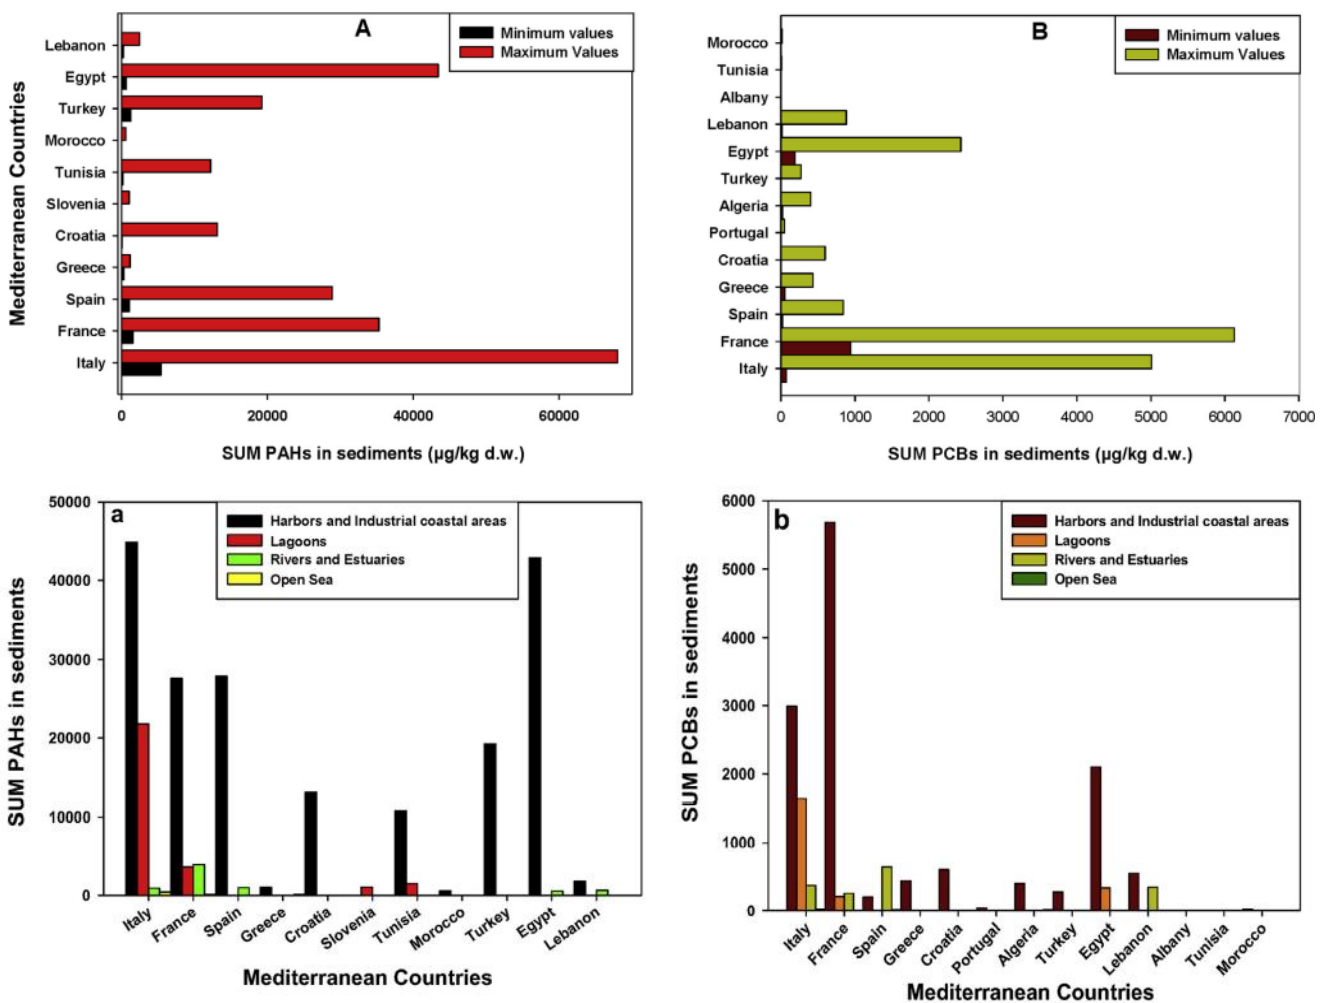 A
Minimum values
Maximum Values
Mediterranean Countries
Lebanon
Egypt
Turkey
Morocco
Tunisia
Slovenia
Croatia
Greece
Spain
France
Italy
0 20000 40000 60000
SUM PAHs in sediments (µg/kg d.w.)
B
Minimum values
Maximum Values
Morocco
Tunisia
Albany
Lebanon
Egypt
Turkey
Algeria
Portugal
Croatia
Greece
Spain
France
Italy
0 1000 2000 3000 4000 5000 6000 7000
SUM PCBs in sediments (µg/kg d.w.)
a
Harbors and Industrial coastal areas
Lagoons
Rivers and Estuaries
Open Sea
SUM PAHs in sediments
50000
40000
30000
20000
10000
0
Italy France Spain Greece Croatia Slovenia Tunisia Morocco Turkey Egypt Lebanon
Mediterranean Countries
b
Harbors and Industrial coastal areas
Lagoons
Rivers and Estuaries
Open Sea
SUM PCBs in sediments
6000
5000
4000
3000
2000
1000
0
Italy France Spain Greece Croatia Portugal Algeria Turkey Egypt Lebanon Albany Tunisia Morocco
Mediterranean Countries